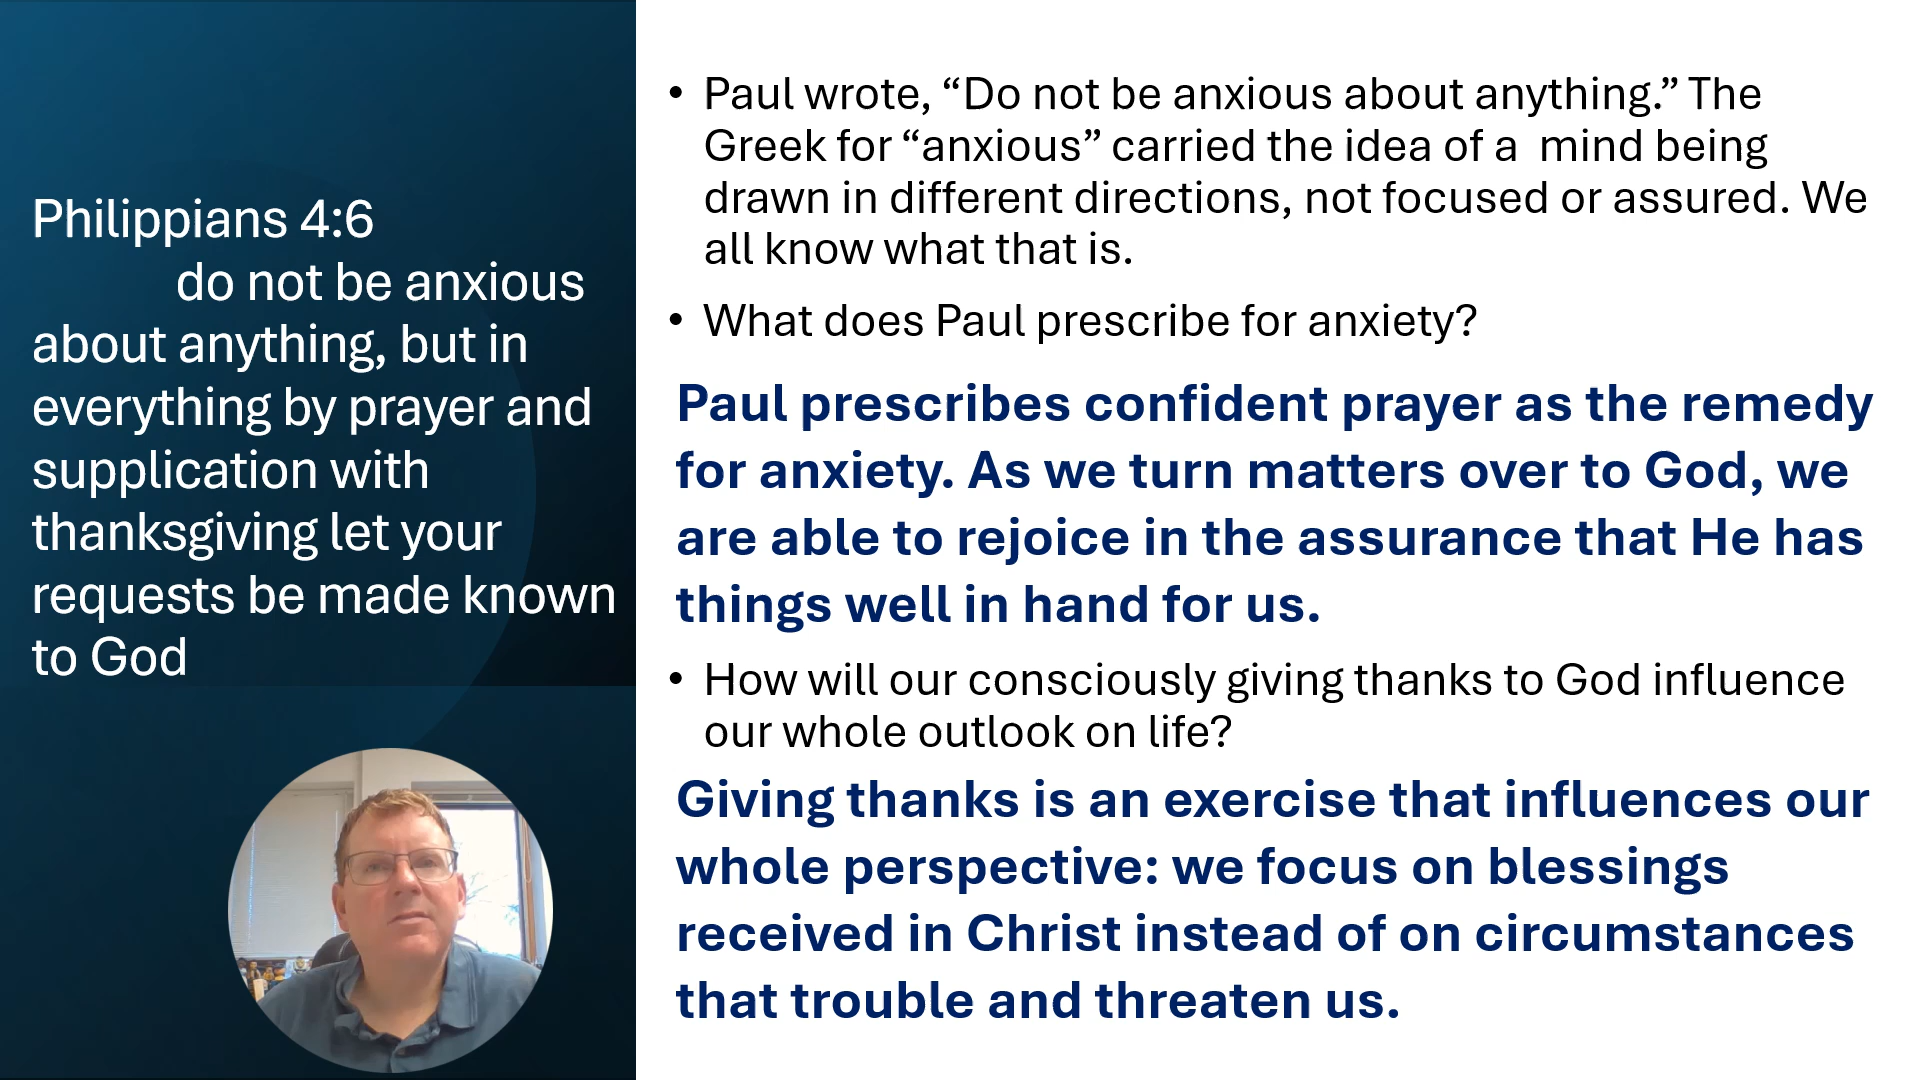 Philippians 4:6
do not be anxious
about anything, but in
everything by prayer and
supplication with
thanksgiving let your
requests be made known
to God
• Paul wrote, “Do not be anxious about anything.” The
Greek for “anxious” carried the idea of a  mind being
drawn in different directions, not focused or assured. We
all know what that is.
• What does Paul prescribe for anxiety?
Paul prescribes confident prayer as the remedy
for anxiety. As we turn matters over to God, we
are able to rejoice in the assurance that He has
things well in hand for us.
• How will our consciously giving thanks to God influence
our whole outlook on life?
Giving thanks is an exercise that influences our
whole perspective: we focus on blessings
received in Christ instead of on circumstances
that trouble and threaten us.